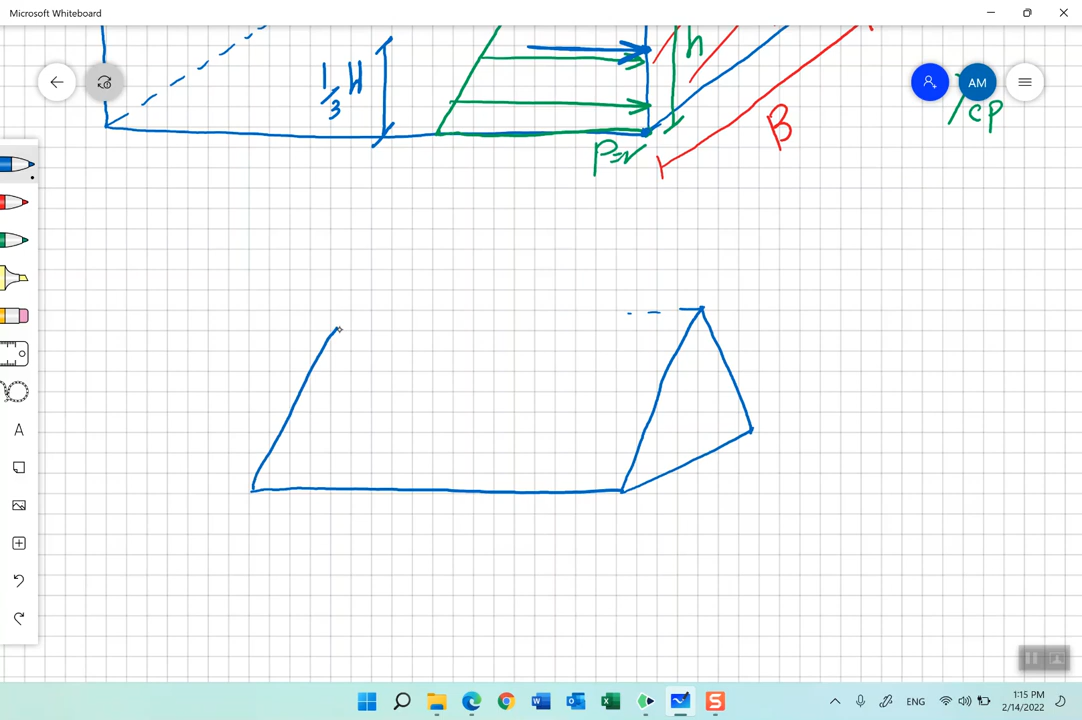 Microsoft Whiteboard
h
1/3 H
AM
CP
B
A
ENG
1:15 PM
2/14/2022